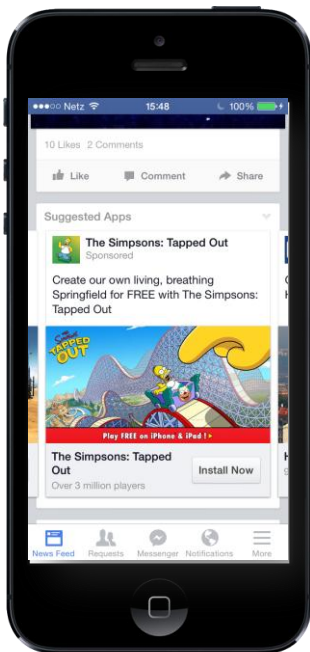 Netz 15:48 100%
10 Likes 2 Comments
Like Comment Share
Suggested Apps
The Simpsons: Tapped Out
Sponsored
Create our own living, breathing
Springfield for FREE with The Simpsons:
Tapped Out
TAPPED
OUT
Play FREE on iPhone & iPad !
The Simpsons: Tapped
Out
Install Now
Over 3 million players
News Feed Requests Messenger Notifications More